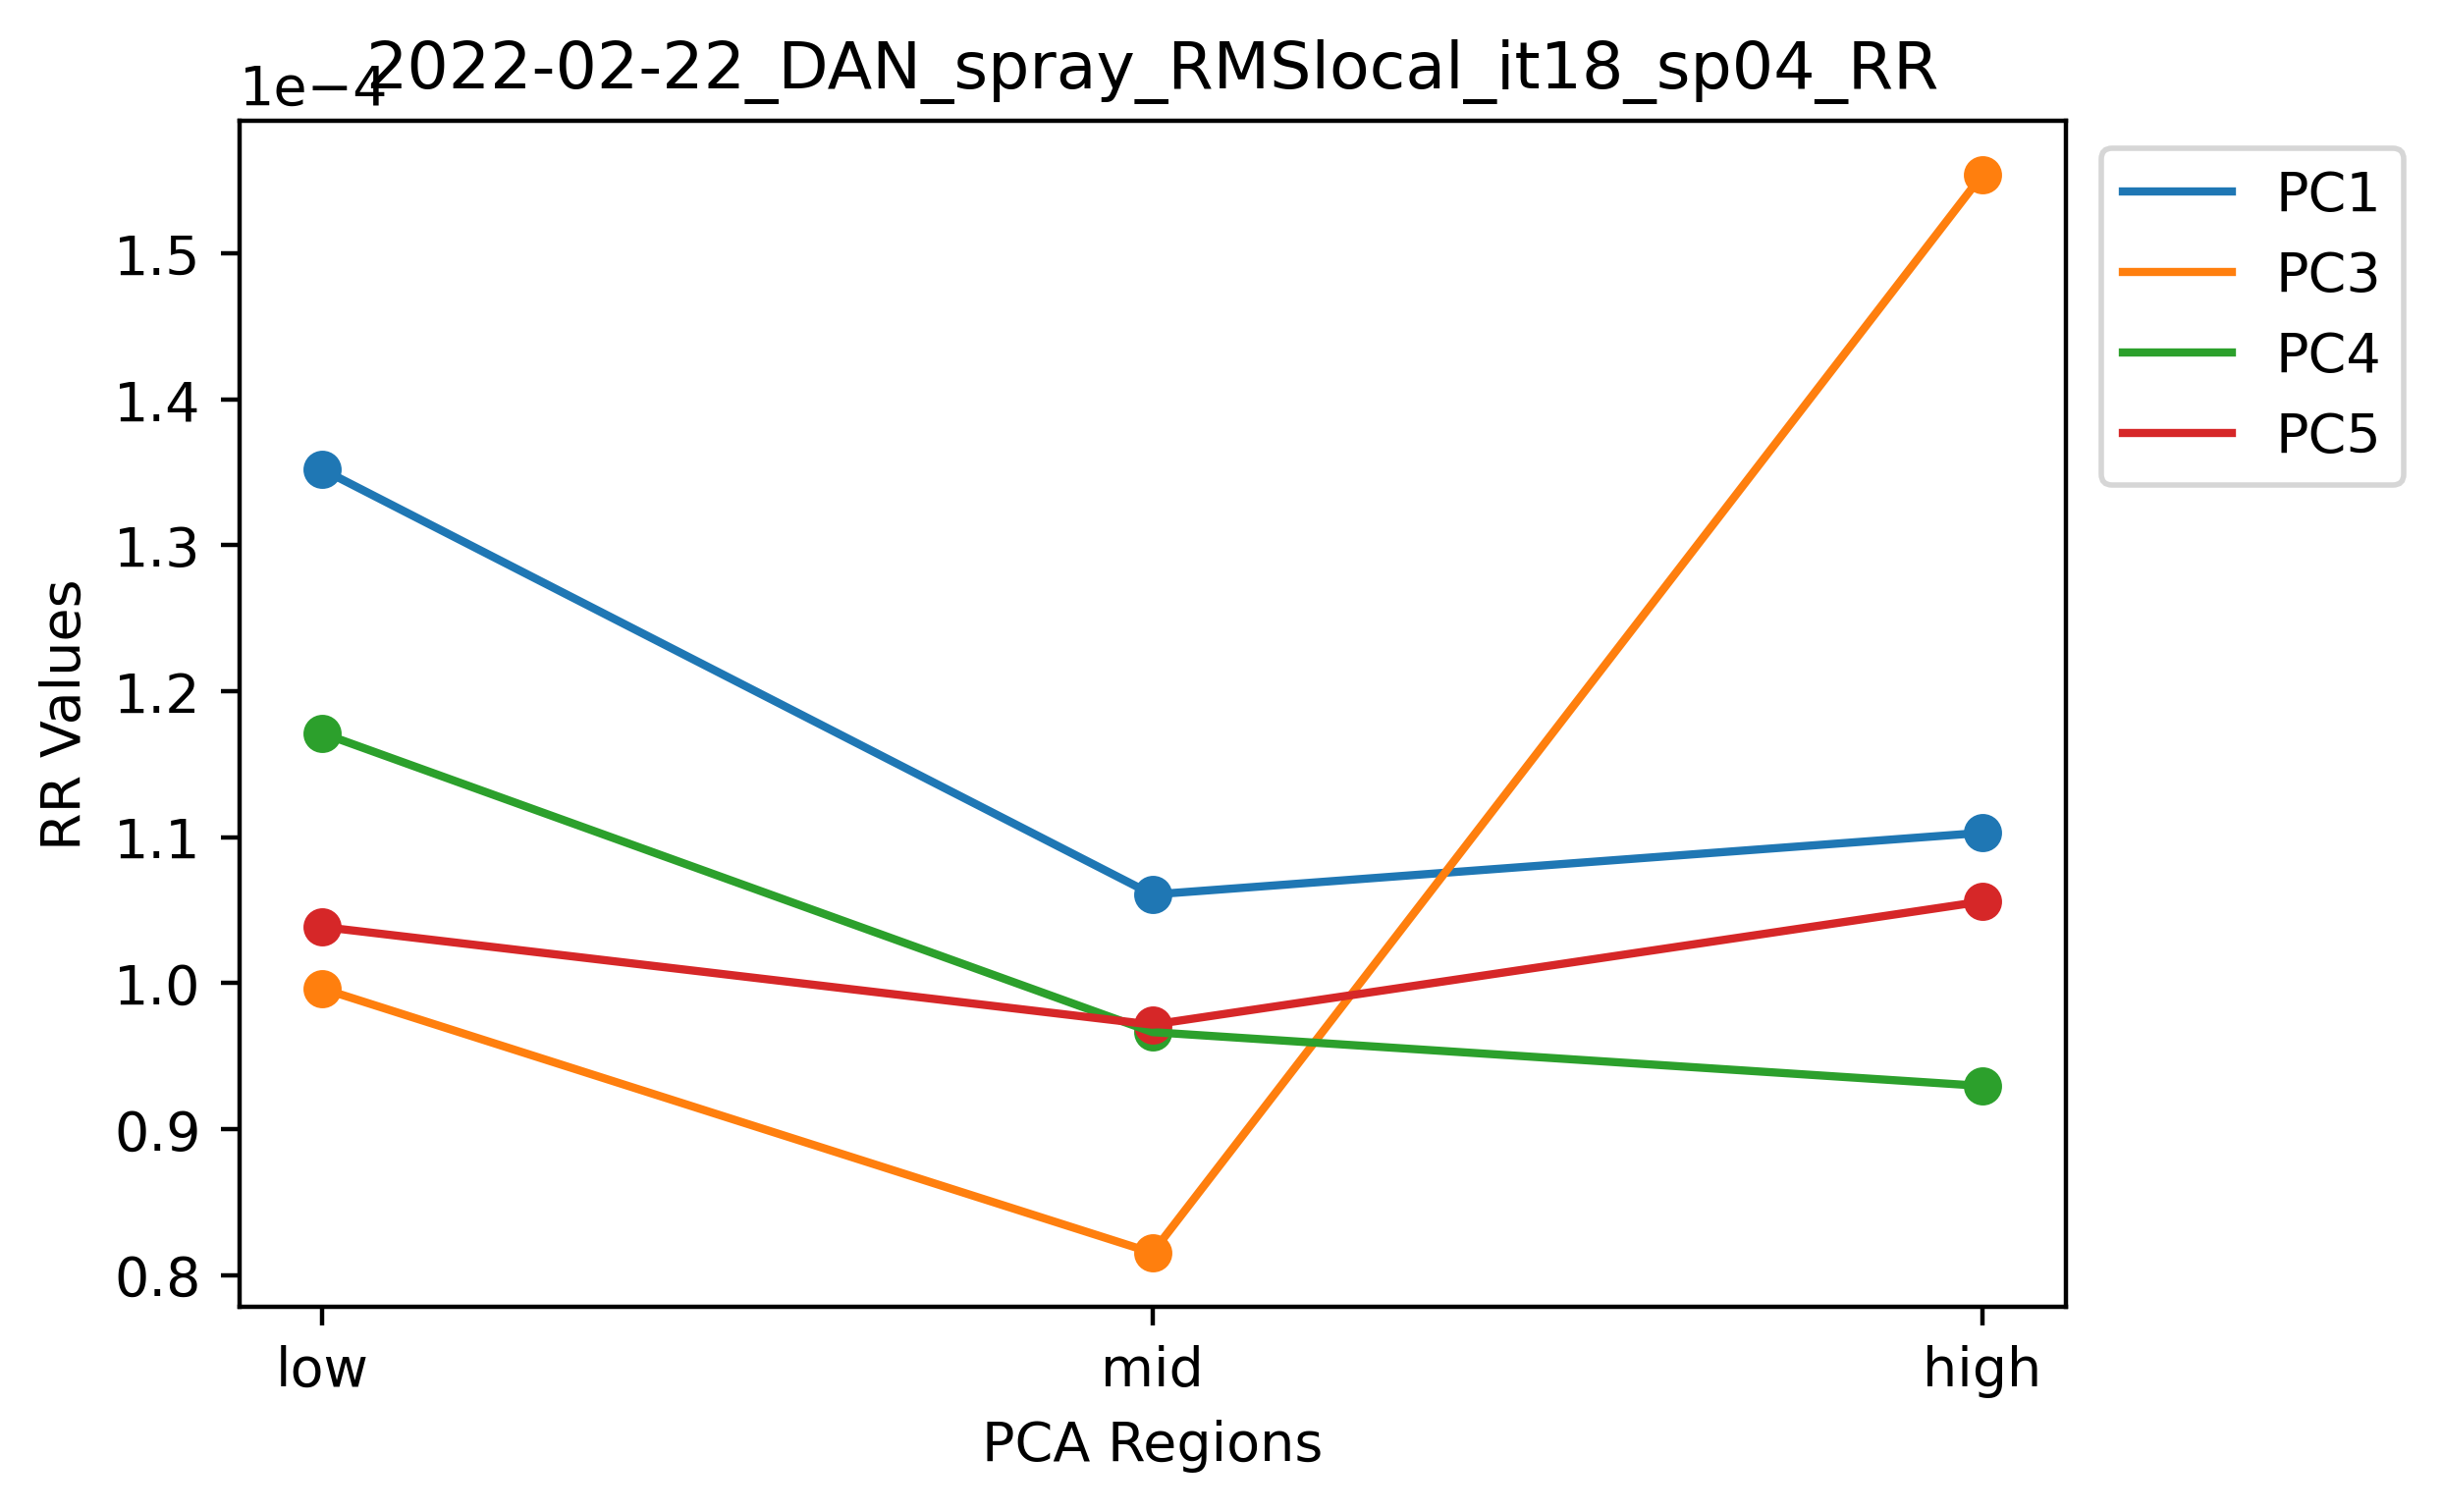 2022-02-22_DAN_spray_RMSlocal_it18_sp04_RR
1e−4
1.5
1.4
1.3
1.2
1.1
1.0
0.9
0.8
RR Values
low mid high
PCA Regions
PC1
PC3
PC4
PC5